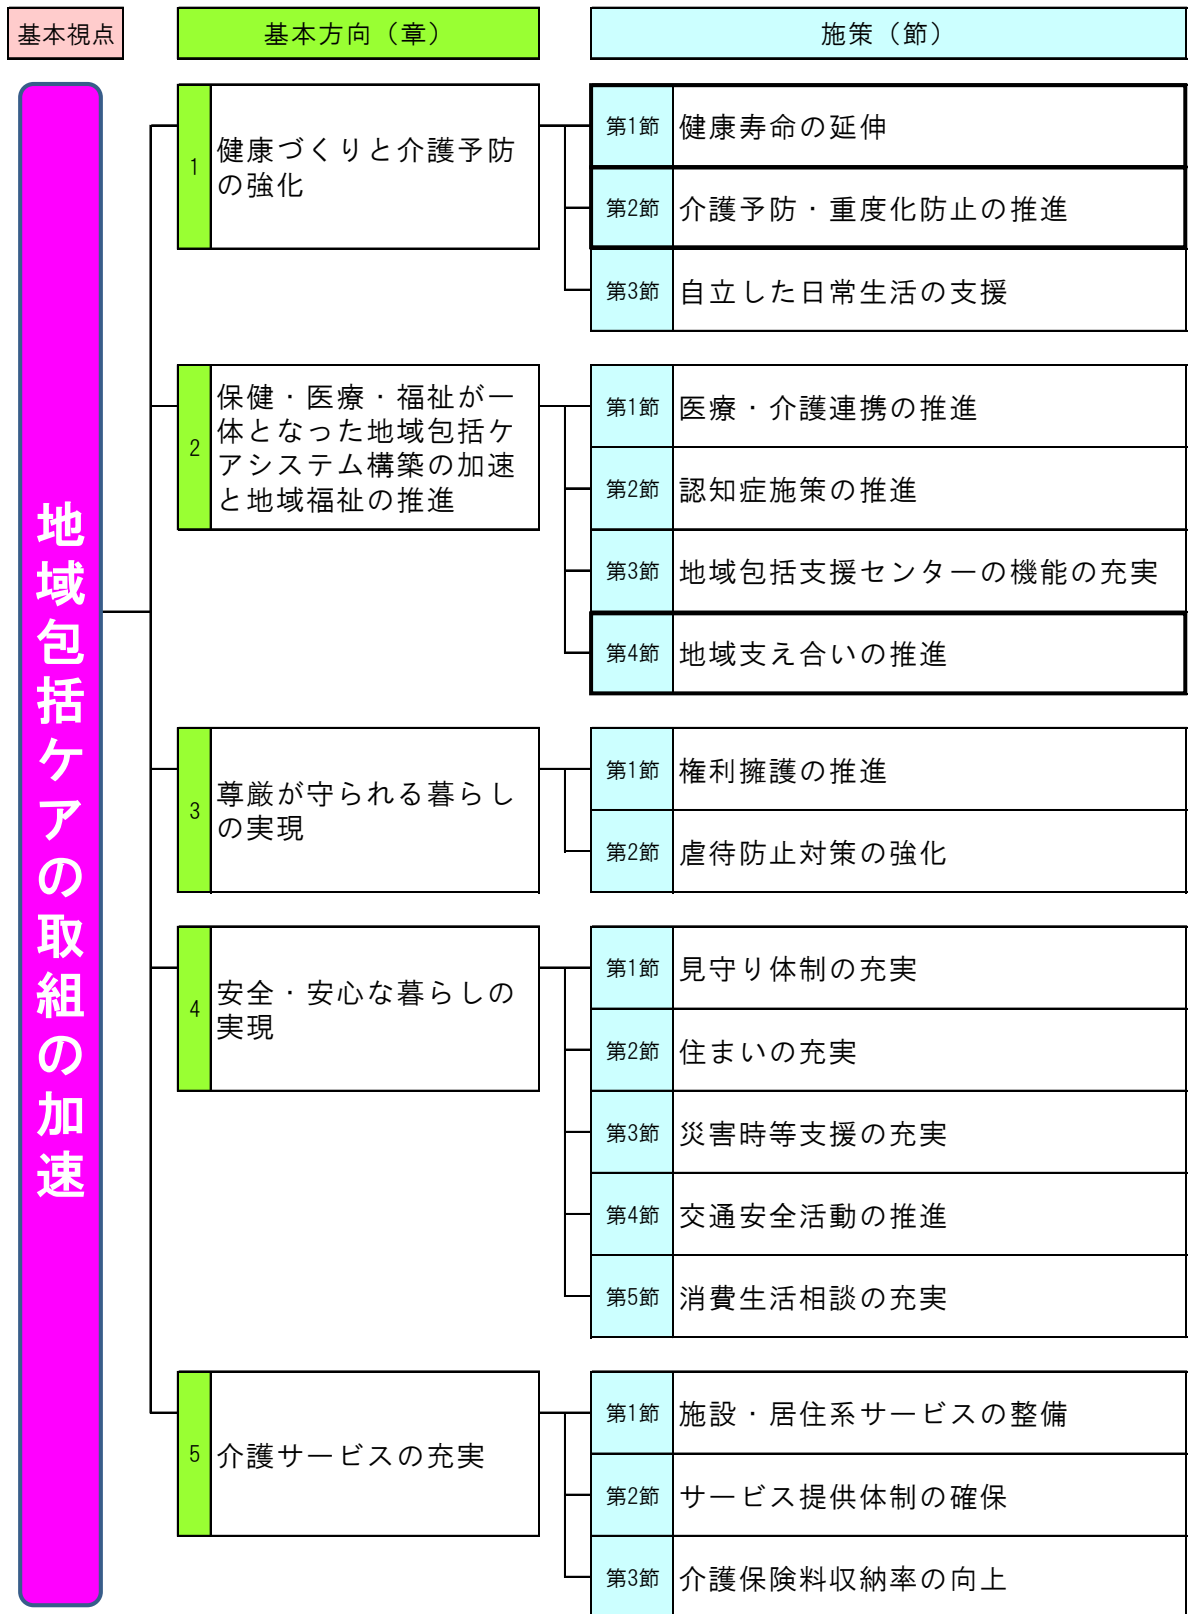 基本視点
基本方向（章）
施策（節）
地域包括ケアの取組の加速
1
健康づくりと介護予防
の強化
第1節 健康寿命の延伸
第2節 介護予防・重度化防止の推進
第3節 自立した日常生活の支援
2
保健・医療・福祉が一
体となった地域包括ケ
アシステム構築の加速
と地域福祉の推進
第1節 医療・介護連携の推進
第2節 認知症施策の推進
第3節 地域包括支援センターの機能の充実
第4節 地域支え合いの推進
3
尊厳が守られる暮らし
の実現
第1節 権利擁護の推進
第2節 虐待防止対策の強化
4
安全・安心な暮らしの
実現
第1節 見守り体制の充実
第2節 住まいの充実
第3節 災害時等支援の充実
第4節 交通安全活動の推進
第5節 消費生活相談の充実
5
介護サービスの充実
第1節 施設・居住系サービスの整備
第2節 サービス提供体制の確保
第3節 介護保険料収納率の向上